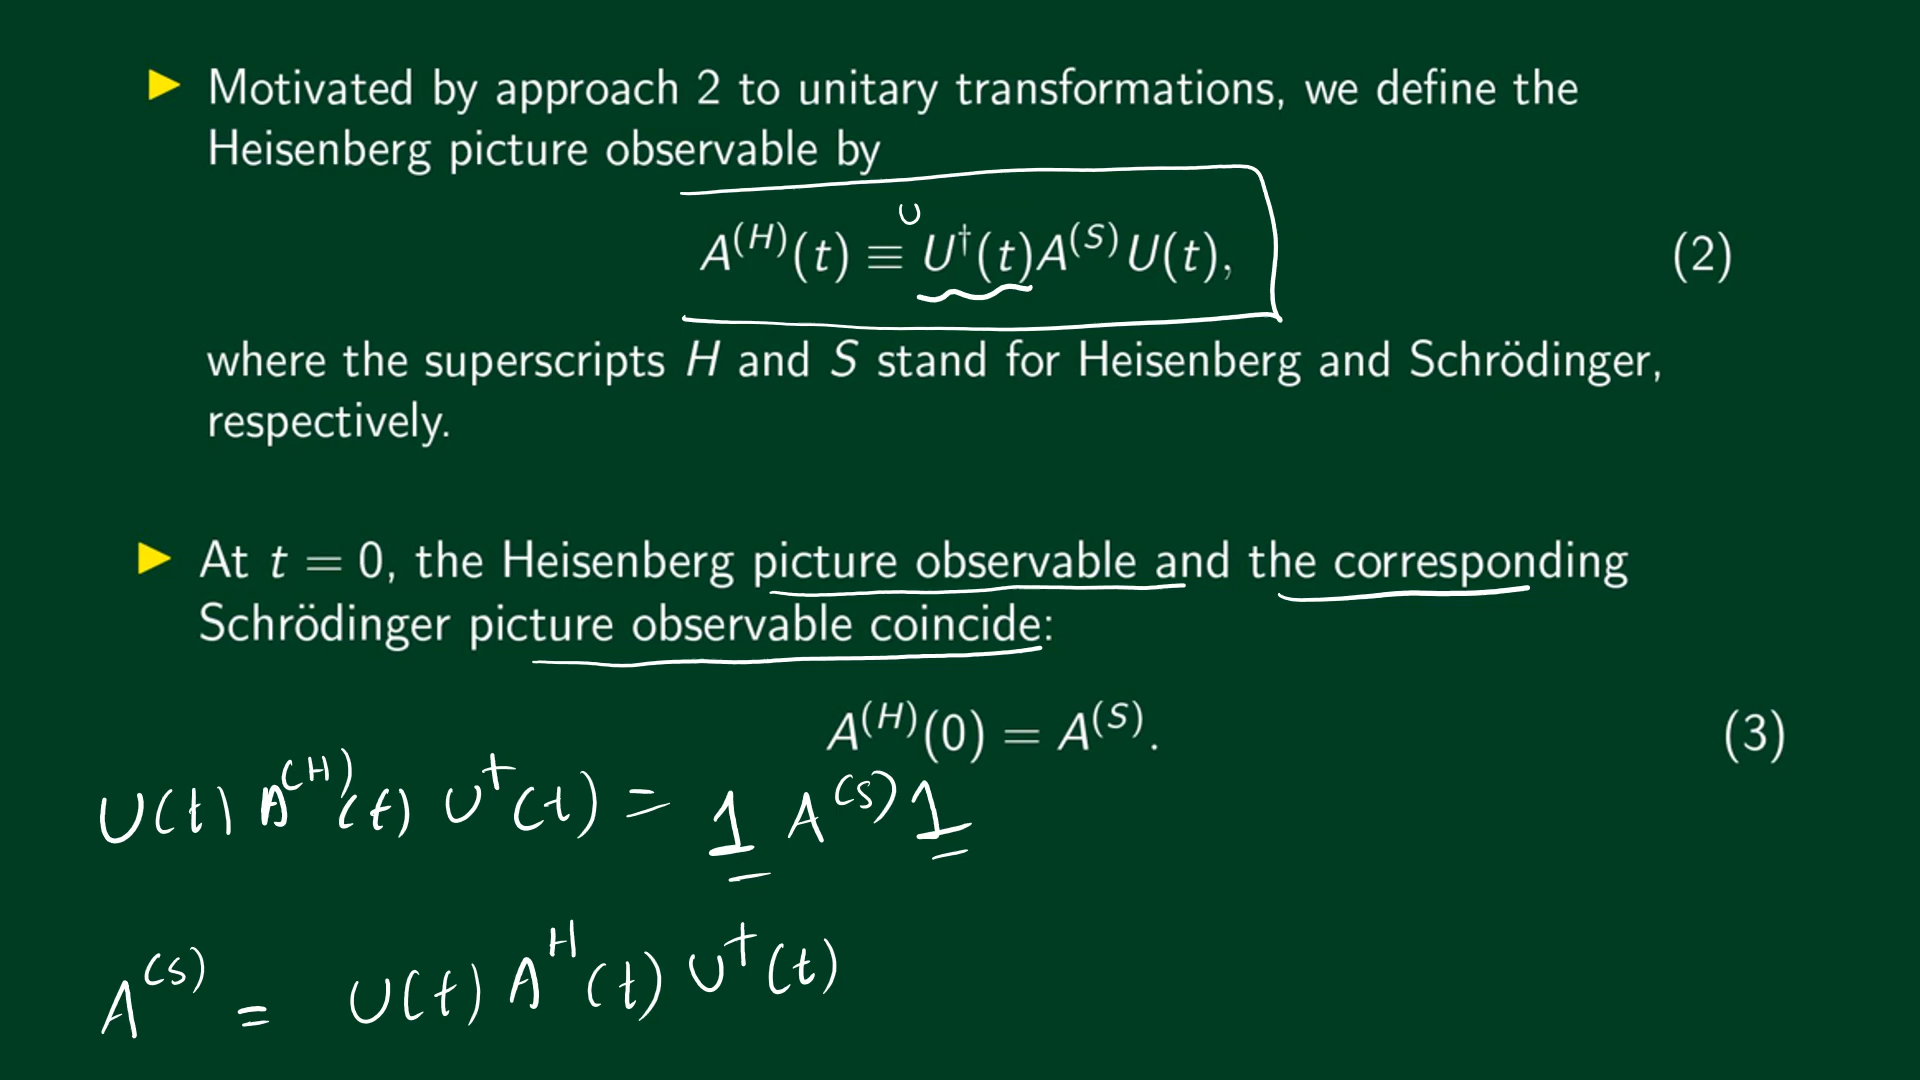 ▶ Motivated by approach 2 to unitary transformations, we define the
Heisenberg picture observable by
∪
A^(H)(t) ≡ U†(t)A^(S)U(t), (2)
where the superscripts H and S stand for Heisenberg and Schrödinger,
respectively.
▶ At t = 0, the Heisenberg picture observable and the corresponding
Schrödinger picture observable coincide:
A^(H)(0) = A^(S). (3)
U(t) A^(H)(t) U†(t) = 1 A^(S) 1
A^(S) = U(t) A^H(t) U†(t)